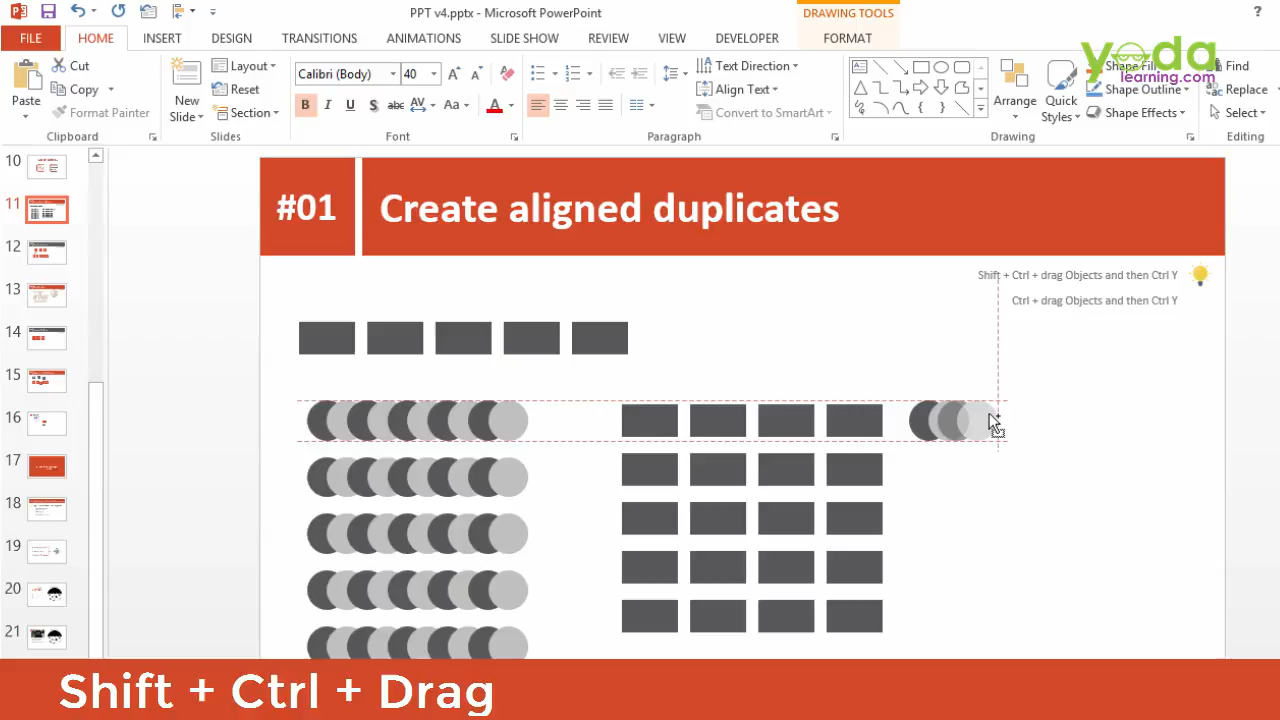 PPT v4.pptx - Microsoft PowerPoint
DRAWING TOOLS
?
FILE
HOME
INSERT
DESIGN
TRANSITIONS
ANIMATIONS
SLIDE SHOW
REVIEW
VIEW
DEVELOPER
FORMAT
yoda
learning.com
Paste
Cut
Copy
Format Painter
Clipboard
New
Slide
Layout
Reset
Section
Slides
Calibri (Body)
40
B I U S abc AV Aa A
Font
Text Direction
Align Text
Convert to SmartArt
Paragraph
Arrange
Quick
Styles
Shape Fill
Shape Outline
Shape Effects
Drawing
Find
Replace
Select
Editing
10
11
12
13
14
15
16
17
18
19
20
21
#01
Create aligned duplicates
Shift + Ctrl + drag Objects and then Ctrl Y
Ctrl + drag Objects and then Ctrl Y
Shift + Ctrl + Drag